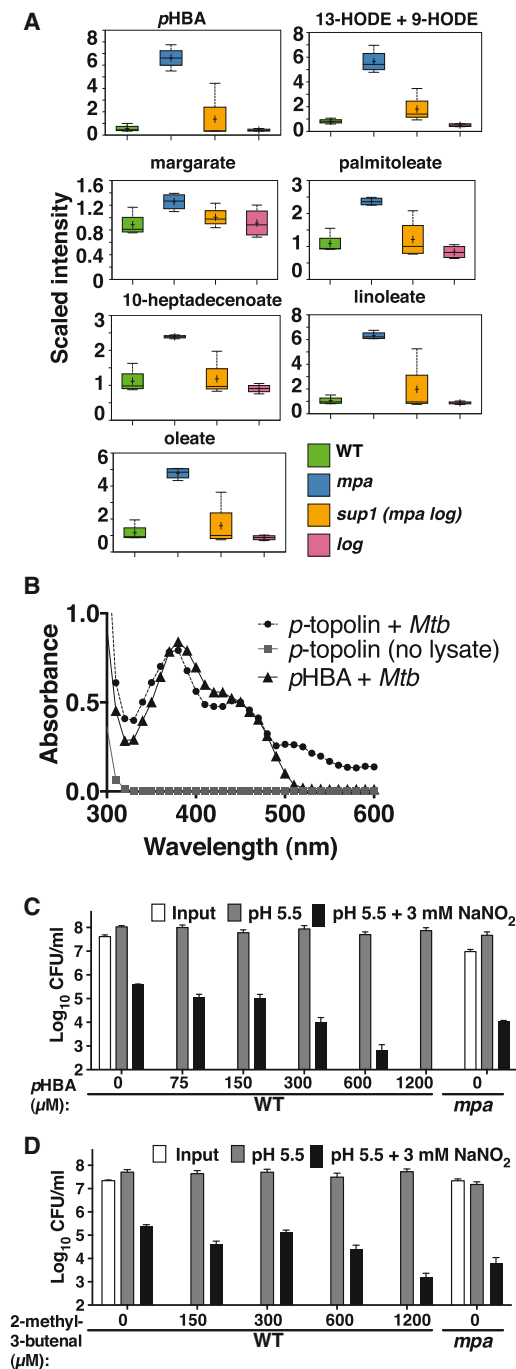 A
pHBA
13-HODE + 9-HODE
8
6
4
2
0
8
6
4
2
0
margarate
palmitoleate
1.6
1.2
0.8
0.4
0
3
2
1
0
10-heptadecenoate
linoleate
3
2
1
0
8
6
4
2
0
oleate
6
4
2
0
Scaled intensity
WT
mpa
sup1 (mpa log)
log
B
1.0
0.5
0.0
Absorbance
300 400 500 600
Wavelength (nm)
p-topolin + Mtb
p-topolin (no lysate)
pHBA + Mtb
C
Input pH 5.5 pH 5.5 + 3 mM NaNO2
Log10 CFU/ml
8
7
6
5
4
3
2
pHBA 0 75 150 300 600 1200 0
(µM): WT mpa
D
Input pH 5.5 pH 5.5 + 3 mM NaNO2
Log10 CFU/ml
8
7
6
5
4
3
2
2-methyl- 0 150 300 600 1200 0
3-butenal WT mpa
(µM):